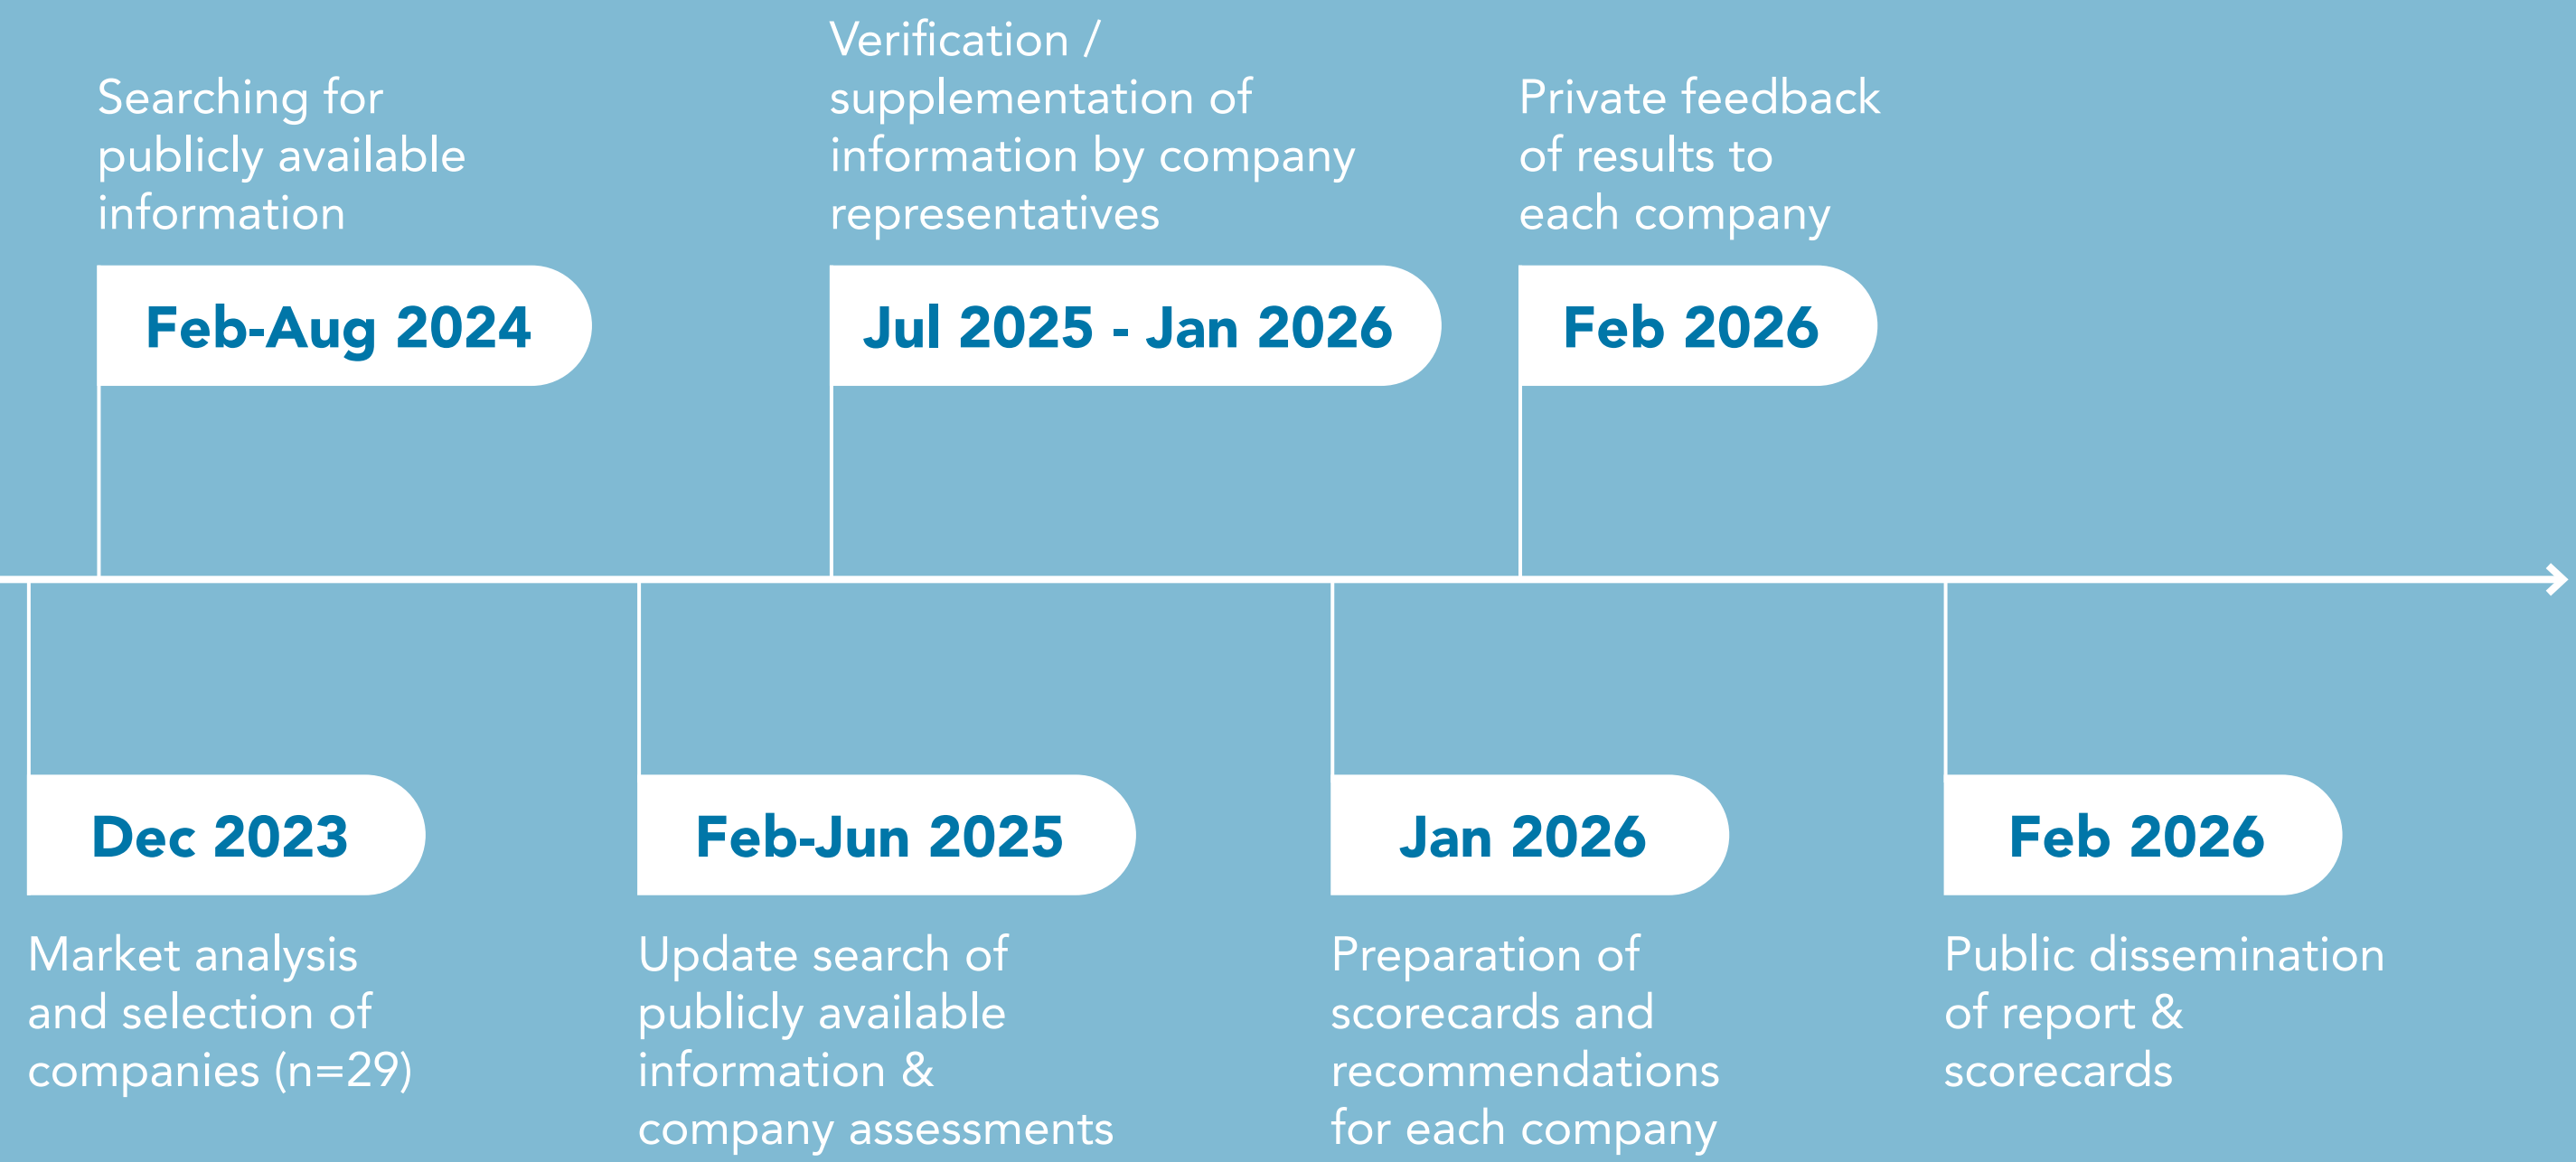 Searching for
publicly available
information
Feb-Aug 2024
Verification /
supplementation of
information by company
representatives
Jul 2025 - Jan 2026
Private feedback
of results to
each company
Feb 2026
Dec 2023
Market analysis
and selection of
companies (n=29)
Feb-Jun 2025
Update search of
publicly available
information &
company assessments
Jan 2026
Preparation of
scorecards and
recommendations
for each company
Feb 2026
Public dissemination
of report &
scorecards